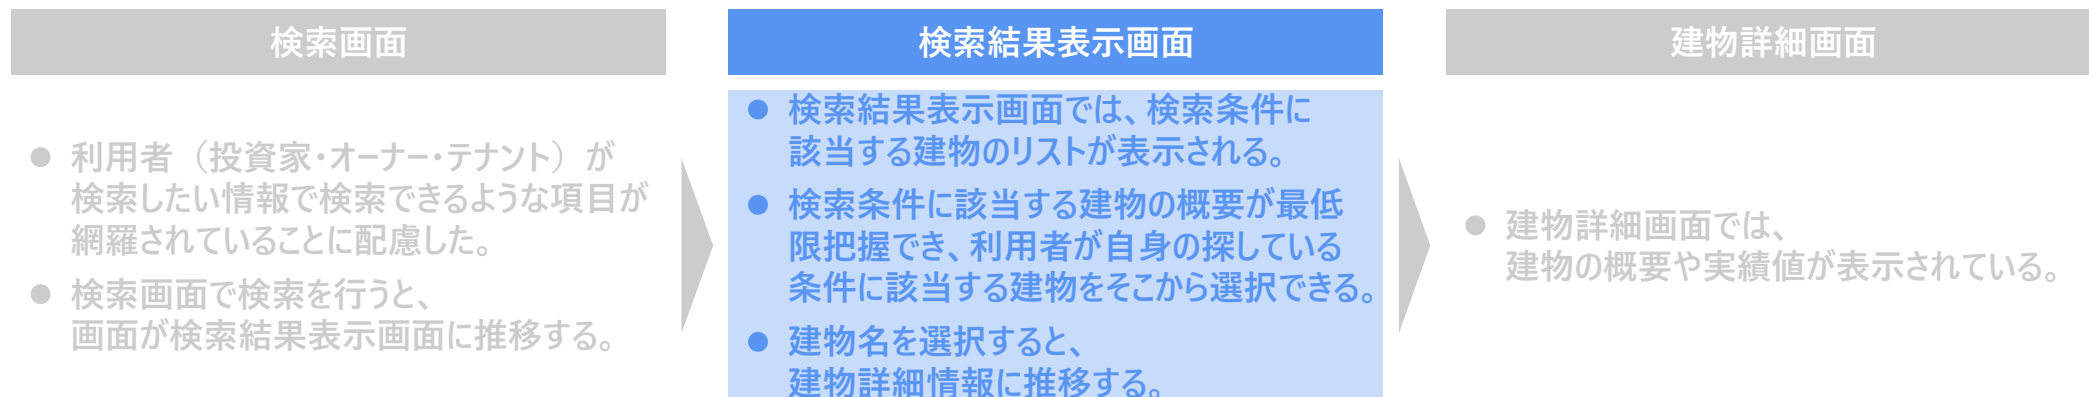 検索画面
● 利用者（投資家・オーナー・テナント）が
検索したい情報で検索できるような項目が
網羅されていることに配慮した。
● 検索画面で検索を行うと、
画面が検索結果表示画面に推移する。
検索結果表示画面
● 検索結果表示画面では、検索条件に
該当する建物のリストが表示される。
● 検索条件に該当する建物の概要が最低
限把握でき、利用者が自身の探している
条件に該当する建物をそこから選択できる。
● 建物名を選択すると、
建物詳細情報に推移する。
建物詳細画面
● 建物詳細画面では、
建物の概要や実績値が表示されている。